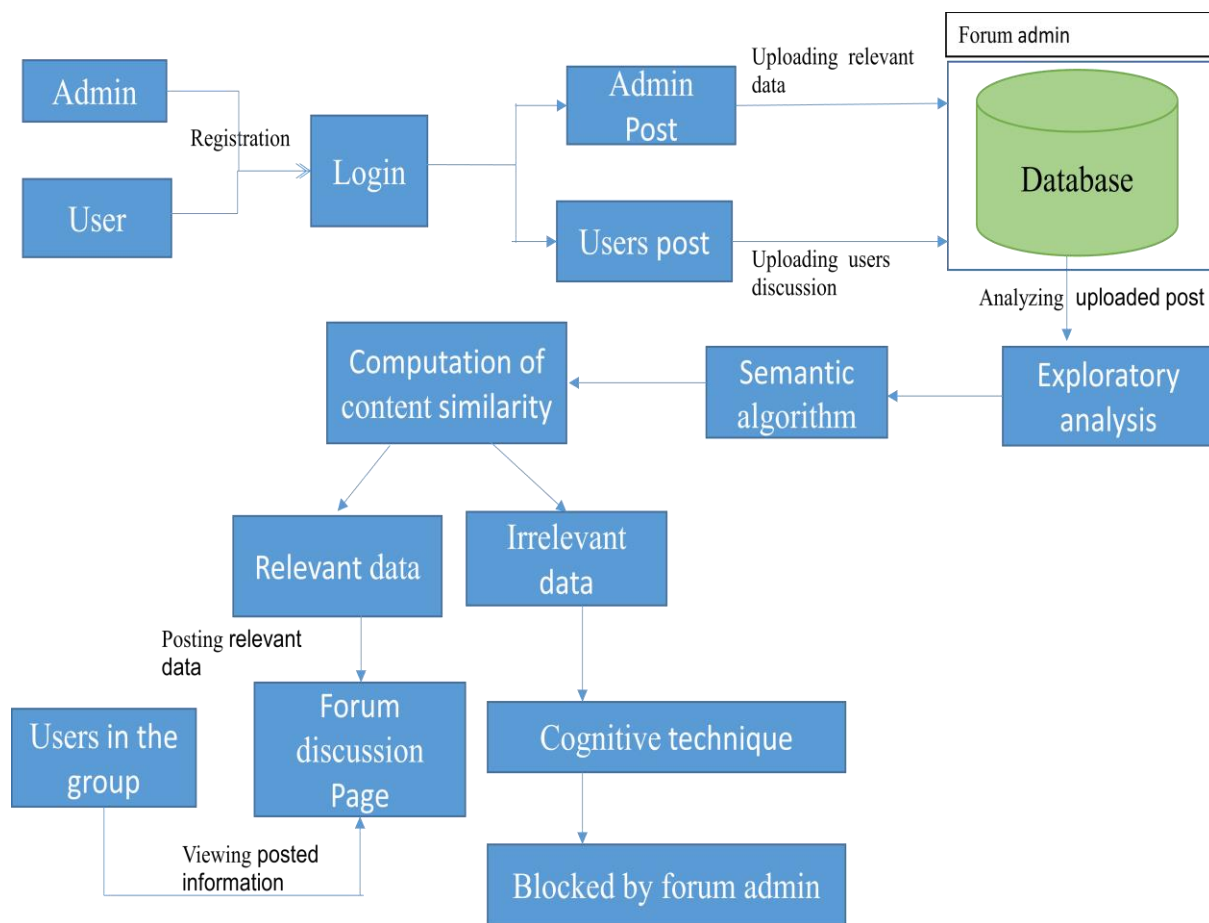 Forum admin
Admin
Registration
User
Login
Uploading relevant
data
Admin
Post
Users post
Uploading users
discussion
Database
Analyzing uploaded post
Computation of
content similarity
Semantic
algorithm
Exploratory
analysis
Relevant data
Irrelevant
data
Posting relevant
data
Users in the
group
Forum
discussion
Page
Cognitive technique
Viewing posted
information
Blocked by forum admin